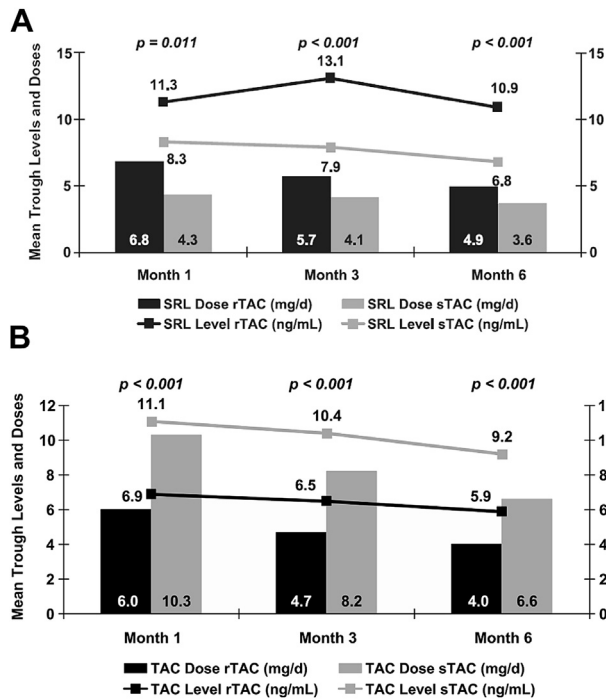 A
p = 0.011 p < 0.001 p < 0.001
Mean Trough Levels and Doses
15 15
10 10
5 5
0 0
11.3 13.1 10.9
8.3 7.9 6.8
6.8 4.3 5.7 4.1 4.9 3.6
Month 1 Month 3 Month 6
SRL Dose rTAC (mg/d) SRL Dose sTAC (mg/d)
SRL Level rTAC (ng/mL) SRL Level sTAC (ng/mL)
B
p < 0.001 p < 0.001 p < 0.001
Mean Trough Levels and Doses
12 1
10 1
8 8
6 6
4 4
2 2
0 0
11.1 10.4 9.2
6.9 6.5 5.9
6.0 10.3 4.7 8.2 4.0 6.6
Month 1 Month 3 Month 6
TAC Dose rTAC (mg/d) TAC Dose sTAC (mg/d)
TAC Level rTAC (ng/mL) TAC Level sTAC (ng/mL)